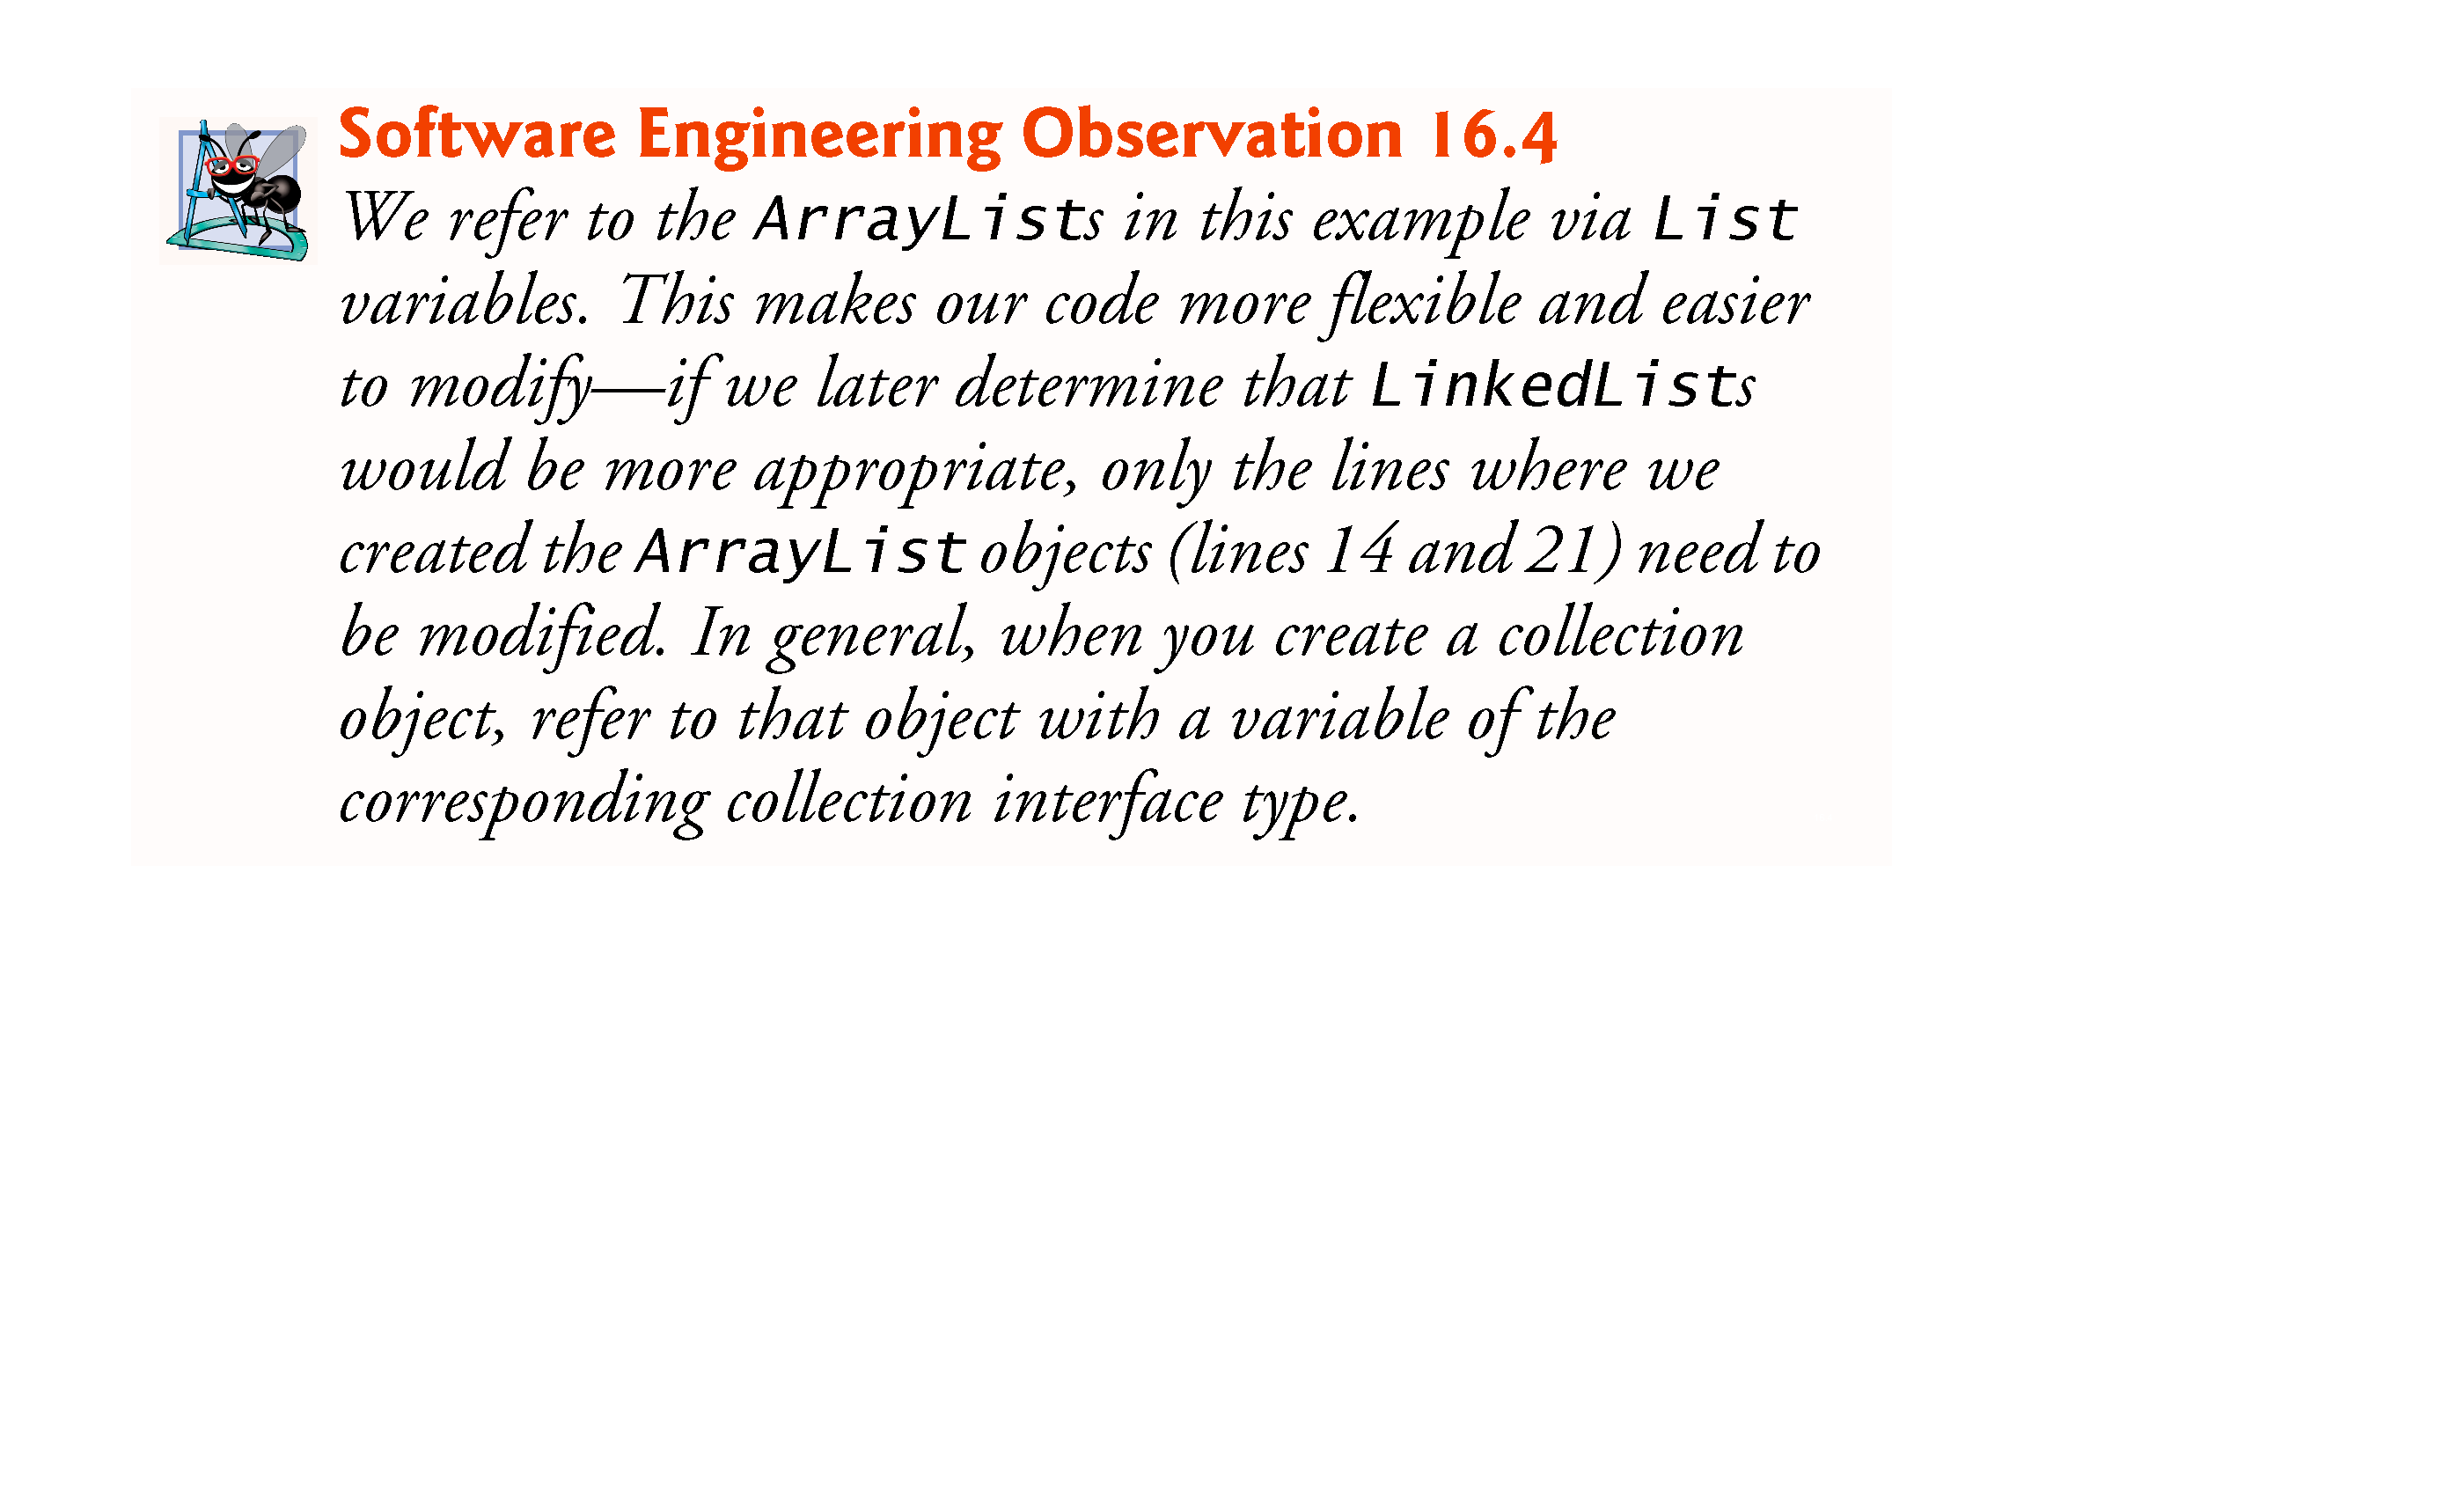 Software Engineering Observation 16.4
We refer to the ArrayLists in this example via List
variables. This makes our code more flexible and easier
to modify—if we later determine that LinkedLists
would be more appropriate, only the lines where we
created the ArrayList objects (lines 14 and 21) need to
be modified. In general, when you create a collection
object, refer to that object with a variable of the
corresponding collection interface type.